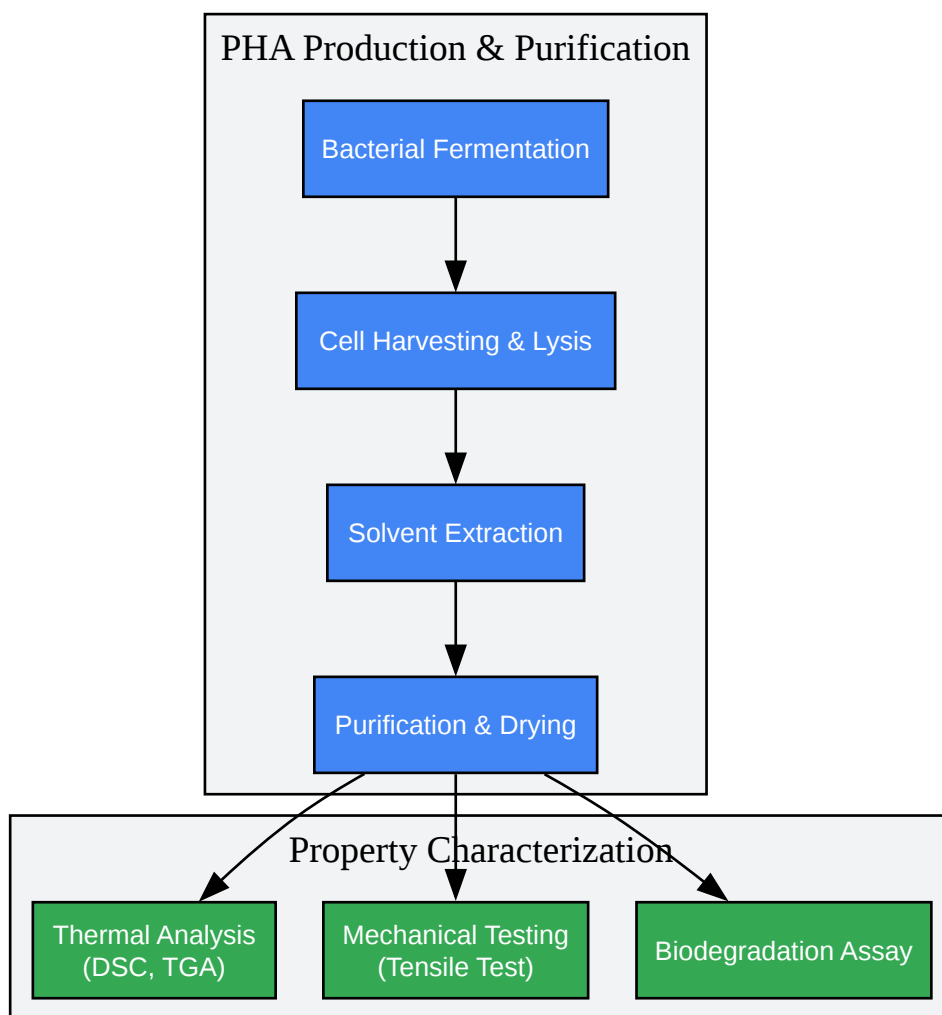 PHA Production & Purification
Bacterial Fermentation
Cell Harvesting & Lysis
Solvent Extraction
Purification & Drying
Property Characterization
Thermal Analysis
(DSC, TGA)
Mechanical Testing
(Tensile Test)
Biodegradation Assay